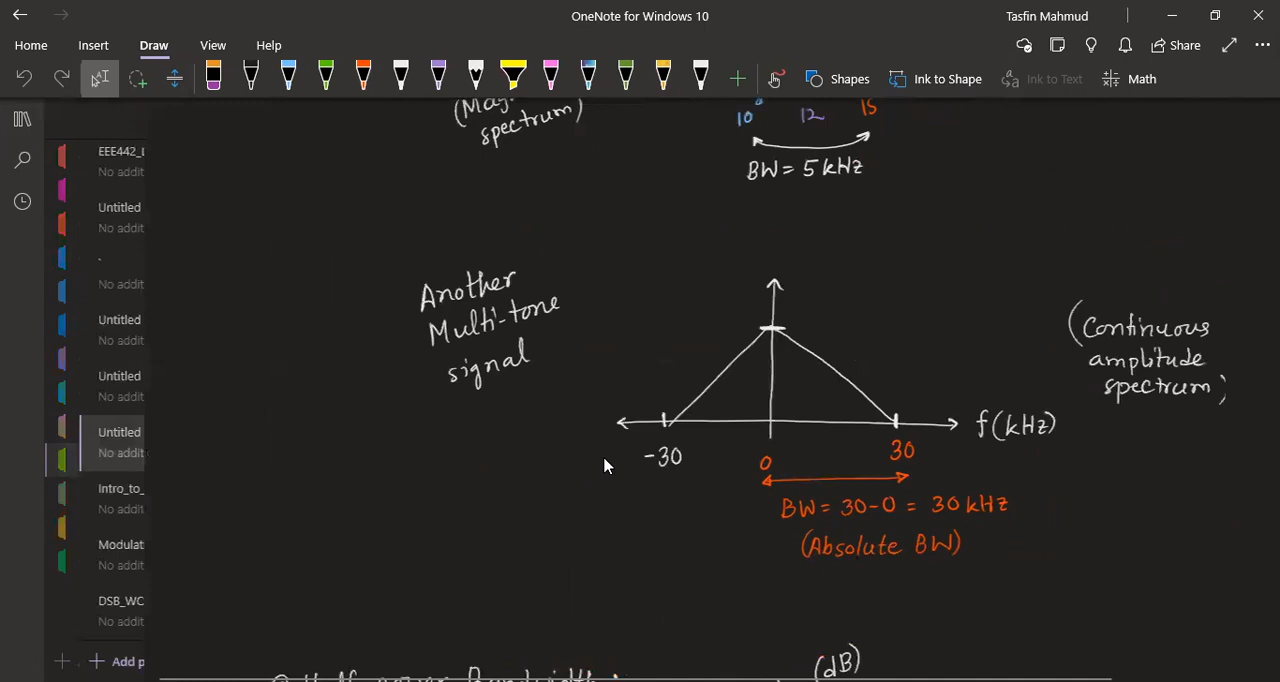 OneNote for Windows 10
Tasfin Mahmud
Home
Insert
Draw
View
Help
Share
Shapes
Ink to Shape
Ink to Text
Math
EEE442_L
No addit
Untitled
No addit
No addit
Untitled
No addit
Untitled
No addit
Untitled
No addit
Intro_to_
No addit
Modulat
No addit
DSB_WC
No addit
Add p
(Mag
spectrum)
10 12 15
BW = 5 kHz
Another
Multi-tone
signal
(Continuous
amplitude
spectrum)
f(kHz)
-30 0 30
BW = 30-0 = 30 kHz
(Absolute BW)
(dB)